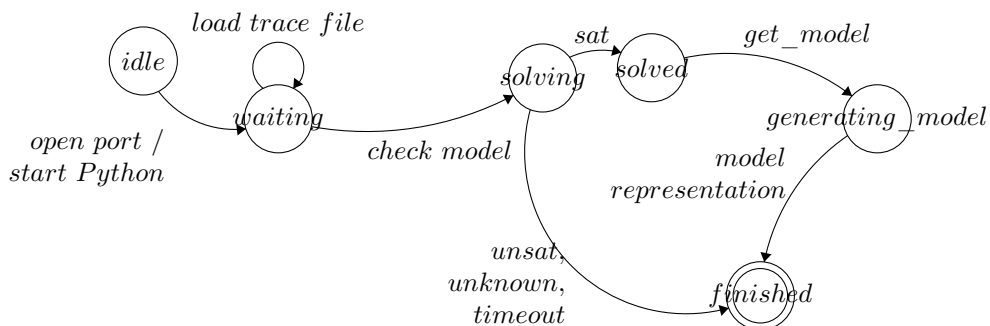 load trace file
idle
waiting
open port /
start Python
check model
solving
sat
solved
get_model
generating_model
model
representation
unsat,
unknown,
timeout
finished